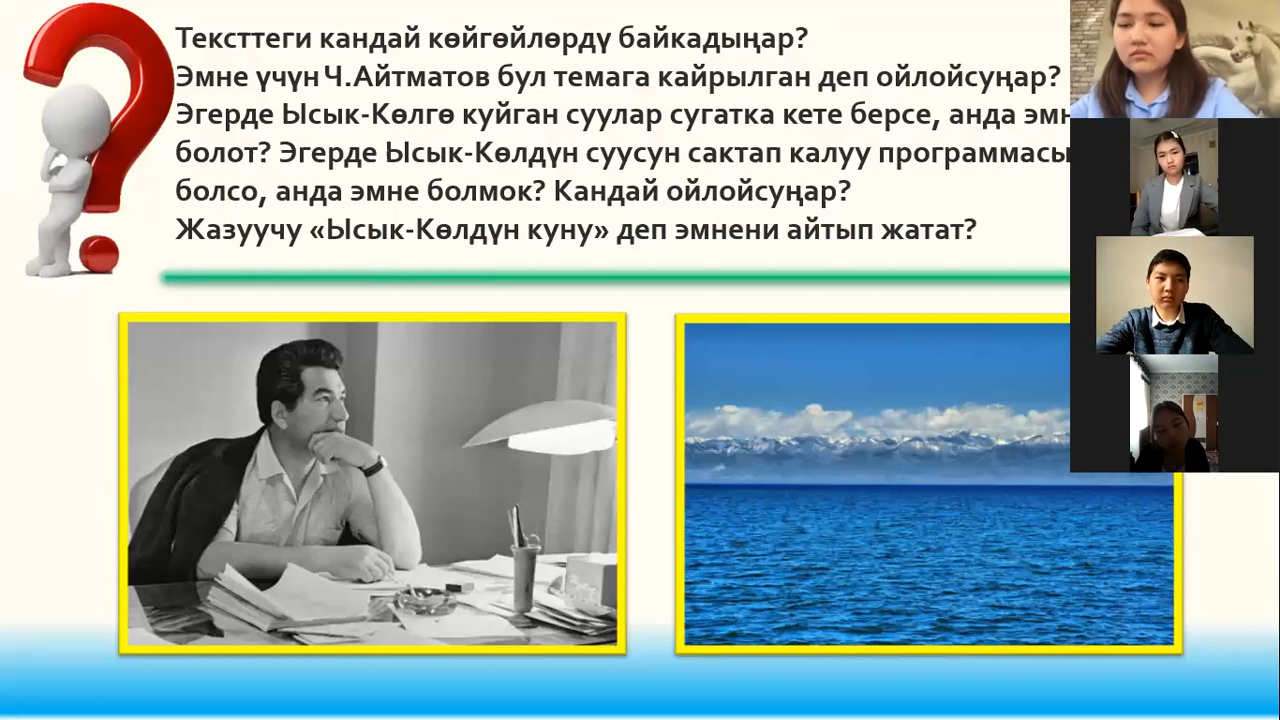 Тексттеги кандай көйгөйлөрдү байкадыңар?
Эмне үчүн Ч.Айтматов бул темага кайрылган деп ойлойсуңар?
Эгерде Ысык-Көлгө куйган суулар сугатка кете берсе, анда
болот? Эгерде Ысык-Көлдүн суусун сактап калуу программасы
болсо, анда эмне болмок? Кандай ойлойсуңар?
Жазуучу «Ысык-Көлдүн куну» деп эмнени айтып жатат?